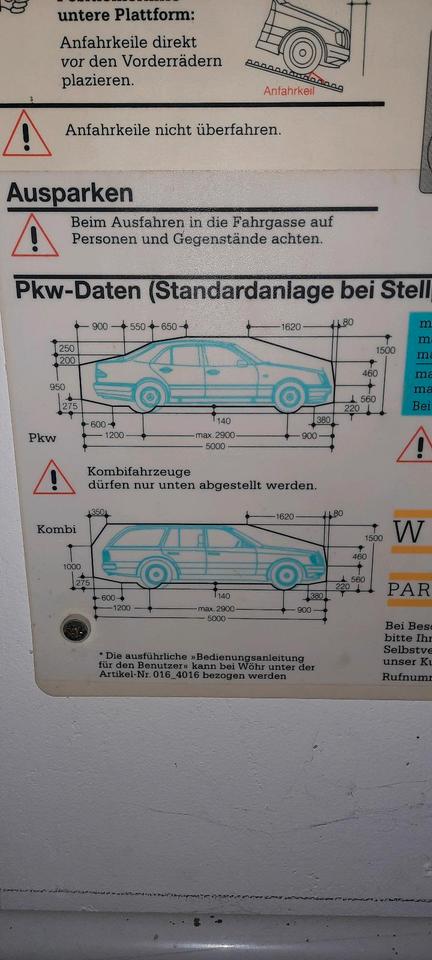 untere Plattform:
Anfahrkeile direkt
vor den Vorderrädern
plazieren.
Anfahrkeil
Anfahrkeile nicht überfahren.
Ausparken
Beim Ausfahren in die Fahrgasse auf
Personen und Gegenstände achten.
Pkw-Daten (Standardanlage bei Stell
900 550 650 1620 80
250
200
950
275
1500
460
560
220
600 140 380
1200 max. 2900 900
5000
Pkw
Bei
Kombifahrzeuge
dürfen nur unten abgestellt werden.
350 1620 80
Kombi
1000
275
1500
460
560
220
600 140 380
1200 max. 2900 900
5000
W
PAR
Bei Bes
bitte Ihr
Selbstve
unser Ku
Rufnum
* Die ausführliche »Bedienungsanleitung
für den Benutzer« kann bei Wöhr unter der
Artikel-Nr. 016_4016 bezogen werden